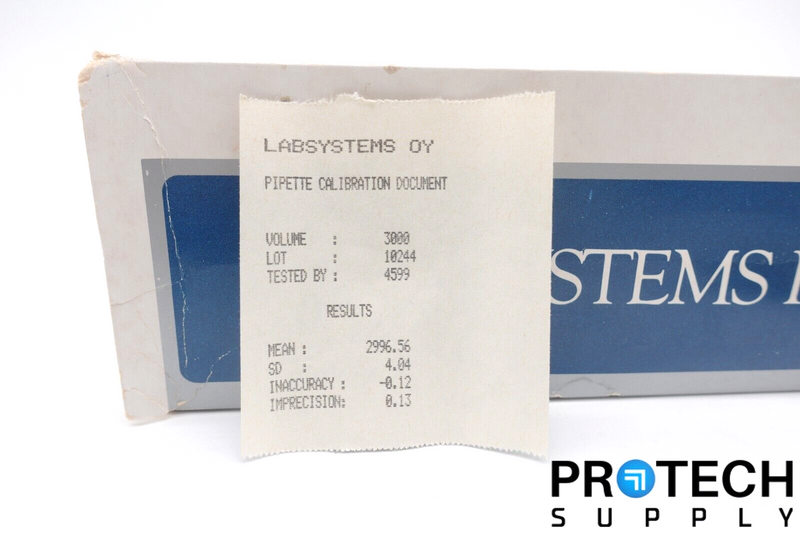 LABSYSTEMS OY
PIPETTE CALIBRATION DOCUMENT
VOLUME : 3000
LOT : 10244
TESTED BY : 4599
RESULTS
MEAN : 2996.56
SD : 4.04
INACCURACY : -0.12
IMPRECISION: 0.13
STEMS
PROTECH
SUPPLY